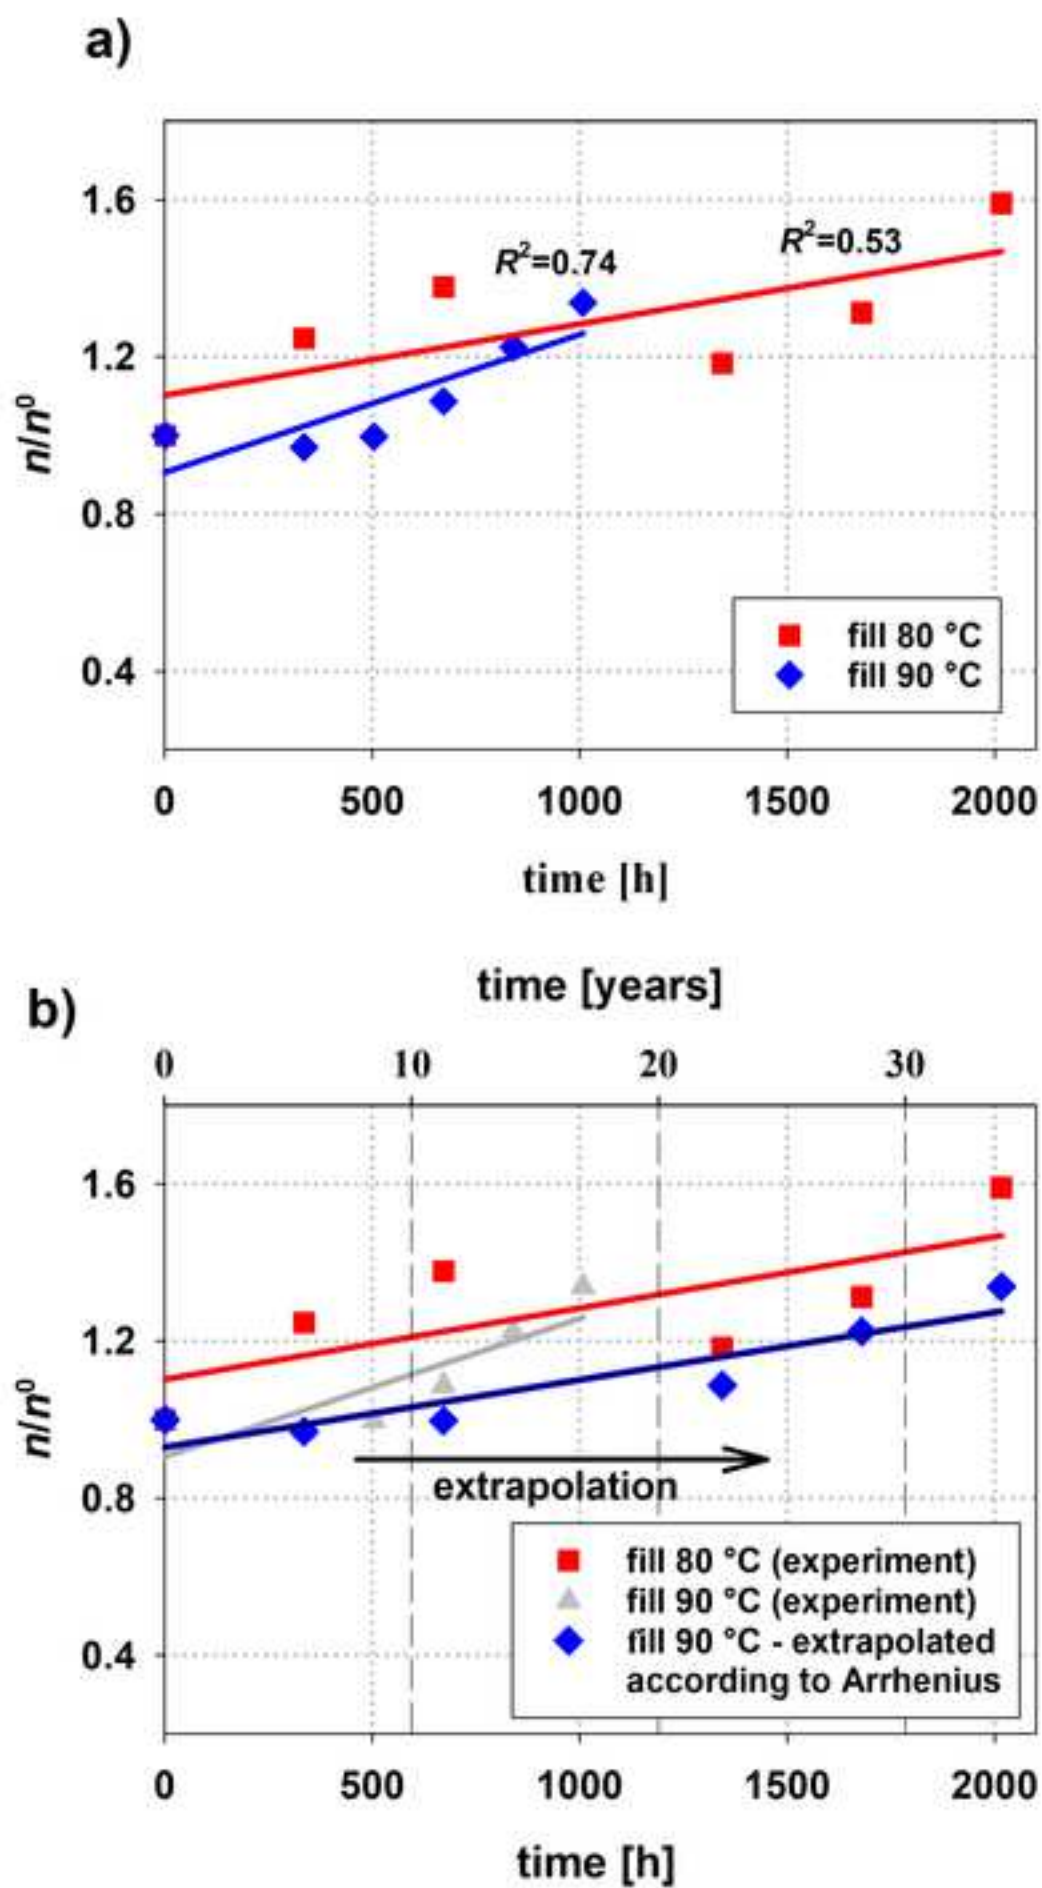 a)
1.6
1.2
0.8
0.4
n/n⁰
R²=0.74
R²=0.53
fill 80 °C
fill 90 °C
0 500 1000 1500 2000
time [h]
time [years]
b)
0 10 20 30
1.6
1.2
0.8
0.4
n/n⁰
extrapolation
fill 80 °C (experiment)
fill 90 °C (experiment)
fill 90 °C - extrapolated
according to Arrhenius
0 500 1000 1500 2000
time [h]